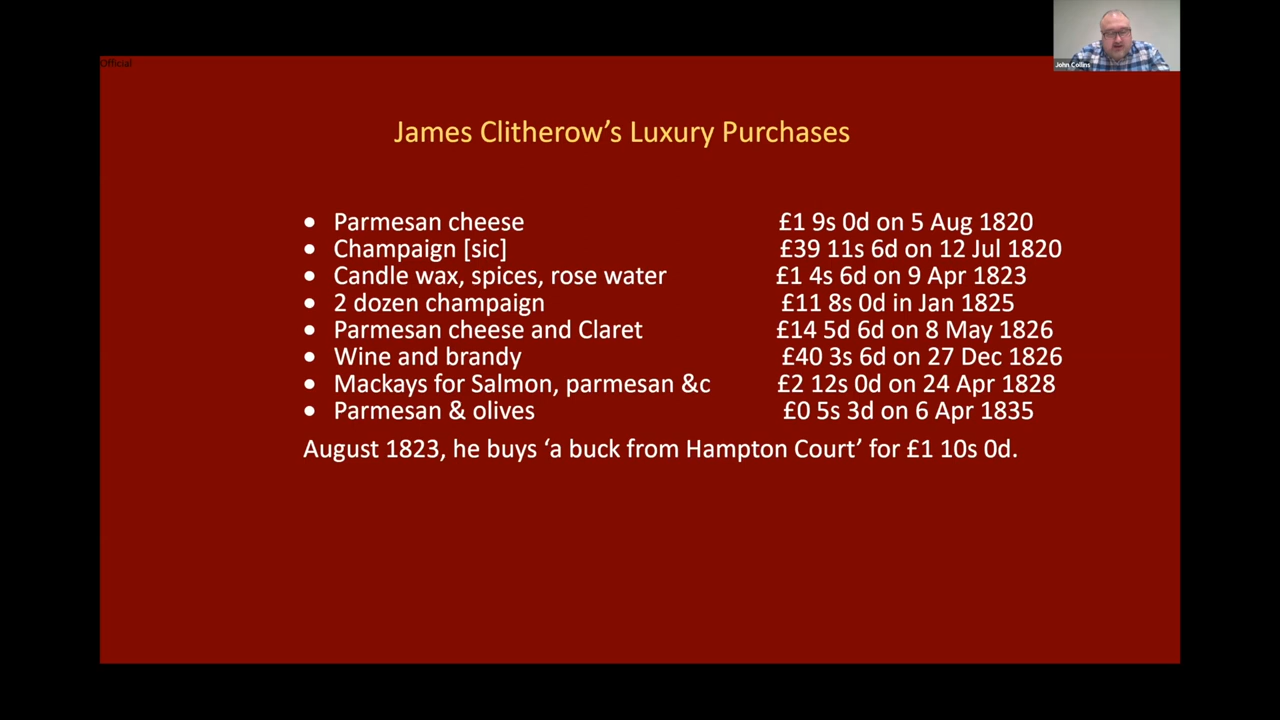 Official
John Collins
James Clitherow’s Luxury Purchases
• Parmesan cheese £1 9s 0d on 5 Aug 1820
• Champaign [sic] £39 11s 6d on 12 Jul 1820
• Candle wax, spices, rose water £1 4s 6d on 9 Apr 1823
• 2 dozen champaign £11 8s 0d in Jan 1825
• Parmesan cheese and Claret £14 5d 6d on 8 May 1826
• Wine and brandy £40 3s 6d on 27 Dec 1826
• Mackays for Salmon, parmesan &c £2 12s 0d on 24 Apr 1828
• Parmesan & olives £0 5s 3d on 6 Apr 1835
August 1823, he buys ‘a buck from Hampton Court’ for £1 10s 0d.